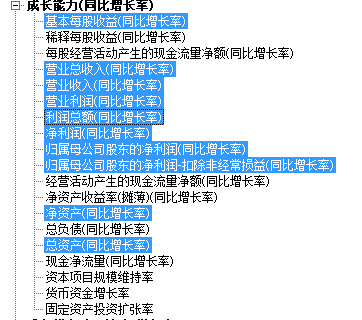 成长能力(同比增长率)
基本每股收益(同比增长率)
稀释每股收益(同比增长率)
每股经营活动产生的现金流量净额(同比增长率)
营业总收入(同比增长率)
营业收入(同比增长率)
营业利润(同比增长率)
利润总额(同比增长率)
净利润(同比增长率)
归属母公司股东的净利润(同比增长率)
归属母公司股东的净利润-扣除非经常损益(同比增长率)
经营活动产生的现金流量净额(同比增长率)
净资产收益率(摊薄)(同比增长率)
净资产(同比增长率)
总负债(同比增长率)
总资产(同比增长率)
现金净流量(同比增长率)
资本项目规模维持率
货币资金增长率
固定资产投资扩张率